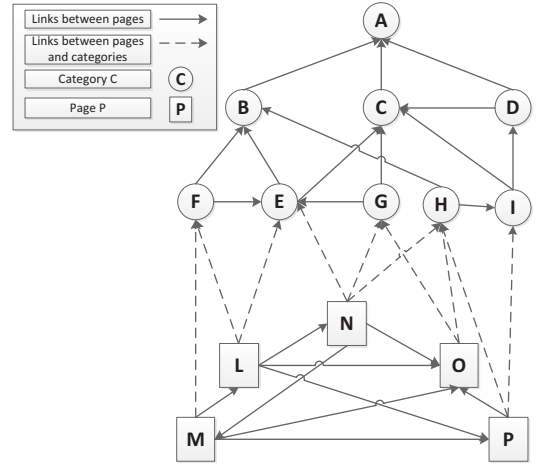 Links between pages
Links between pages
and categories
Category C
C
Page P
P
A
B
C
D
F
E
G
H
I
N
L
O
M
P